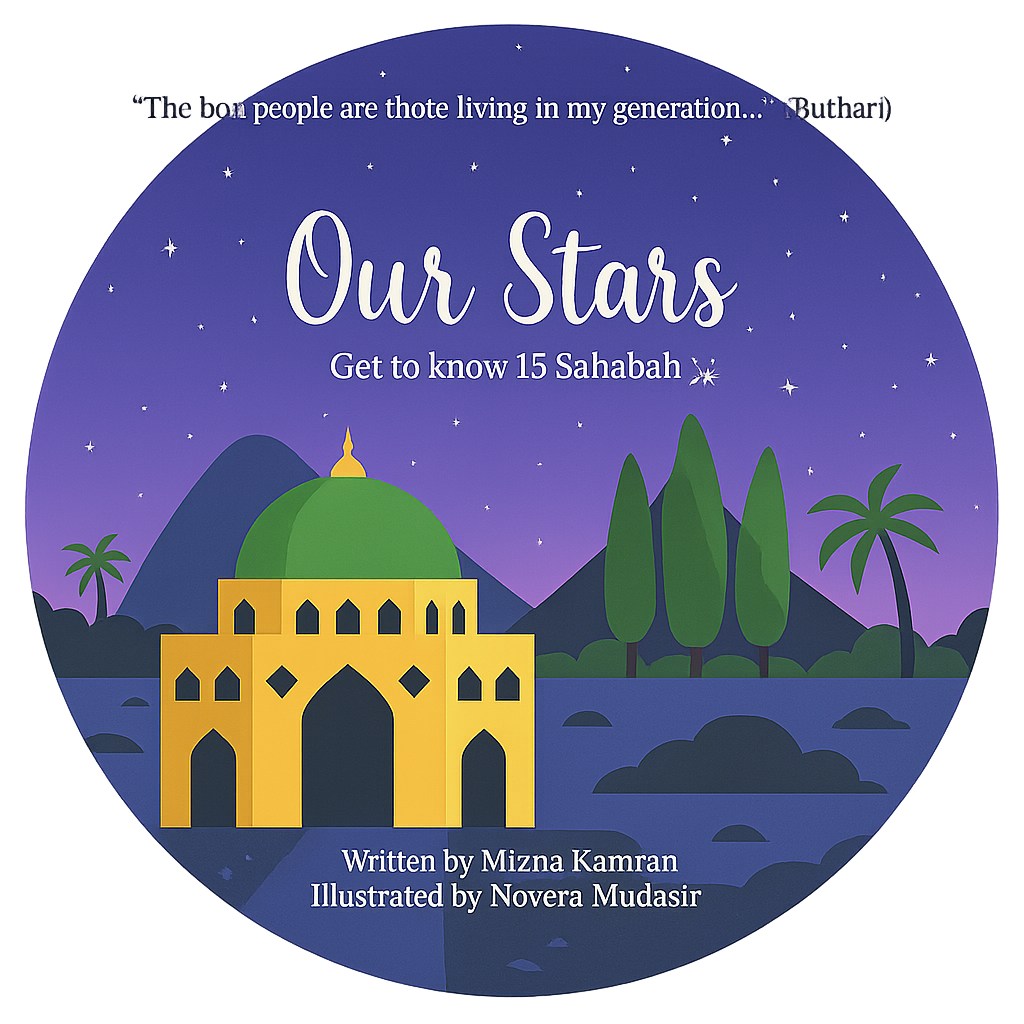 “The bon people are thote living in my generation...” (Buthari)
Our Stars
Get to know 15 Sahabah
Written by Mizna Kamran
Illustrated by Novera Mudasir